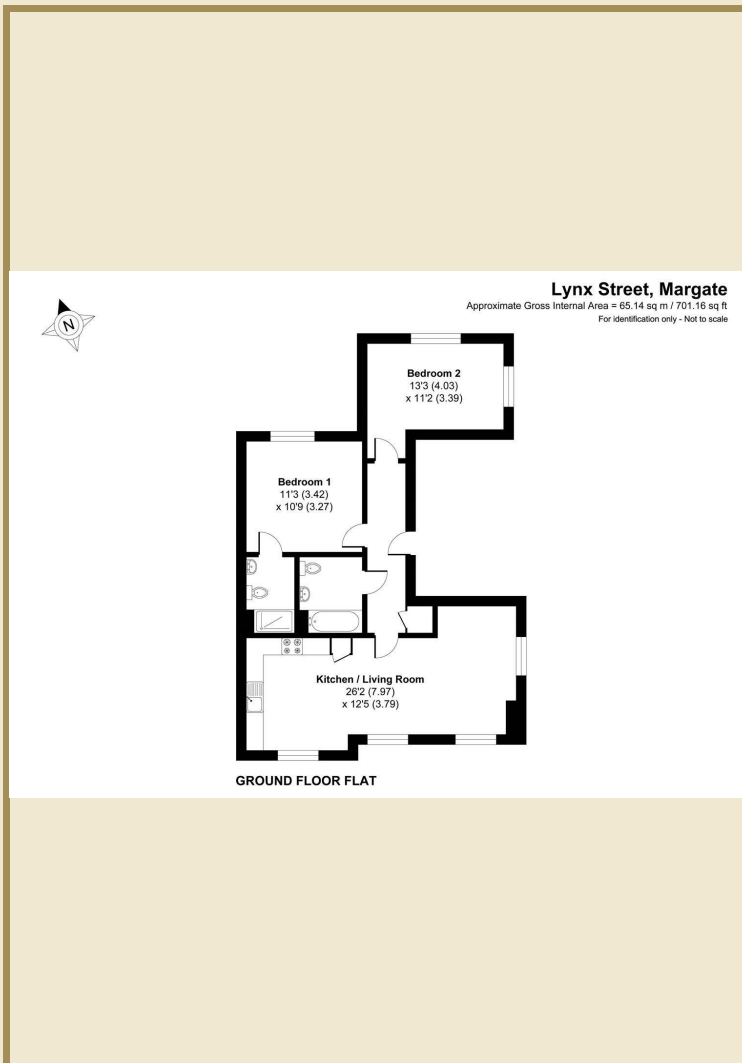 Lynx Street, Margate
Approximate Gross Internal Area = 65.14 sq m / 701.16 sq ft
For identification only - Not to scale
N
Bedroom 2
13'3 (4.03)
x 11'2 (3.39)
Bedroom 1
11'3 (3.42)
x 10'9 (3.27)
Kitchen / Living Room
26'2 (7.97)
x 12'5 (3.79)
GROUND FLOOR FLAT